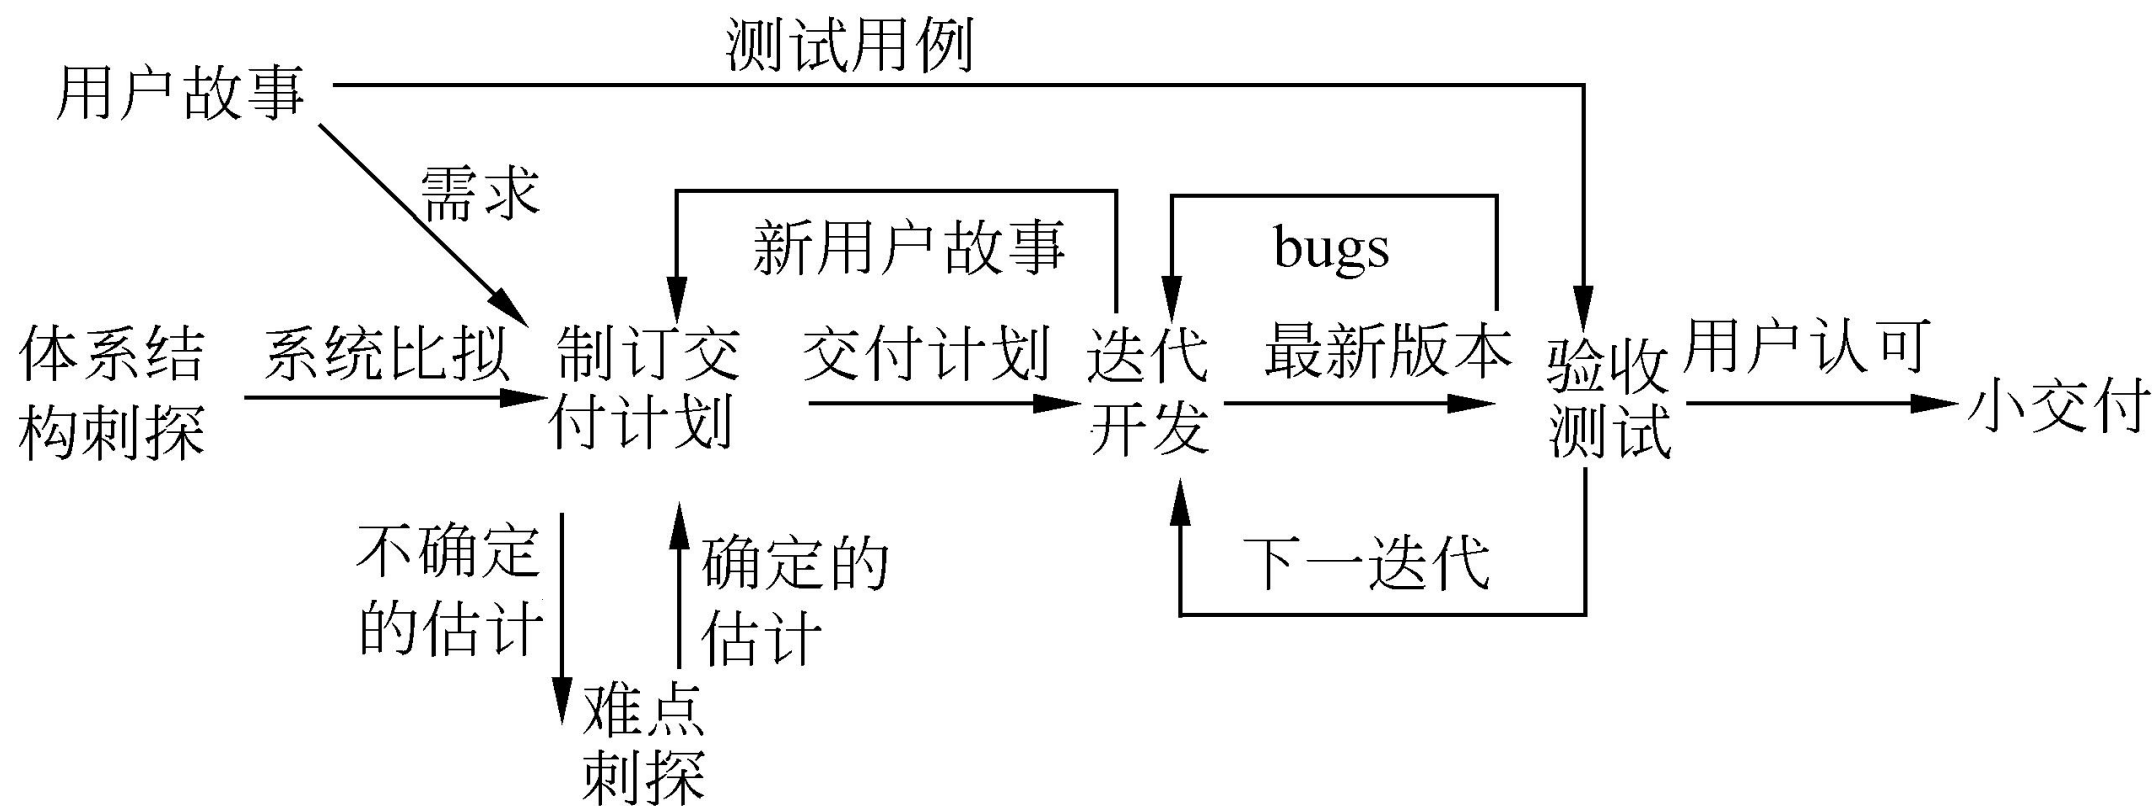 测试用例
用户故事
需求
新用户故事
bugs
体系结
构刺探
系统比拟
制订交
付计划
交付计划
迭代
开发
最新版本
验收
测试
用户认可
小交付
不确定
的估计
确定的
估计
下一迭代
难点
刺探